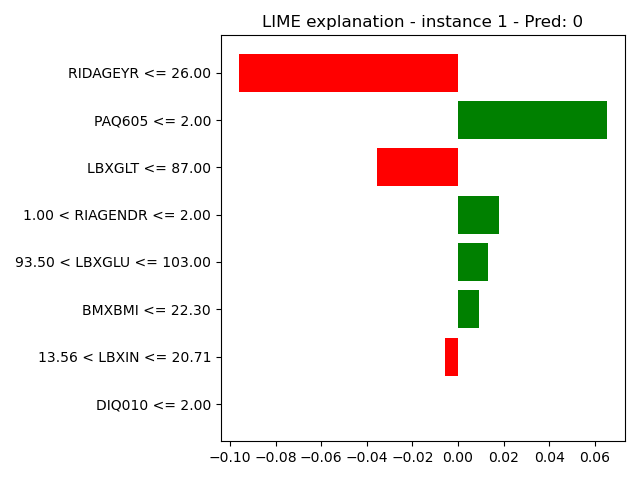 LIME explanation - instance 1 - Pred: 0
RIDAGEYR <= 26.00
PAQ605 <= 2.00
LBXGLT <= 87.00
1.00 < RIAGENDR <= 2.00
93.50 < LBXGLU <= 103.00
BMXBMI <= 22.30
13.56 < LBXIN <= 20.71
DIQ010 <= 2.00
−0.10 −0.08 −0.06 −0.04 −0.02 0.00 0.02 0.04 0.06